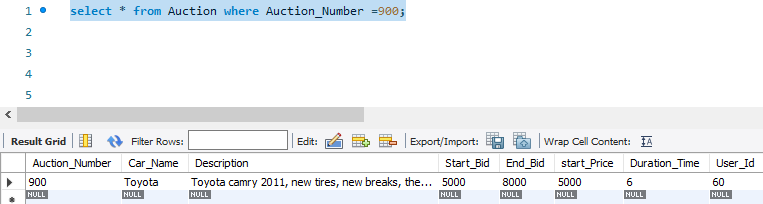 1 select * from Auction where Auction_Number =900;
2
3
4
5
Result Grid Filter Rows: Edit: Export/Import: Wrap Cell Content:
Auction_Number Car_Name Description Start_Bid End_Bid start_Price Duration_Time User_Id
900 Toyota Toyota camry 2011, new tires, new breaks, the... 5000 8000 5000 6 60
NULL NULL NULL NULL NULL NULL NULL NULL